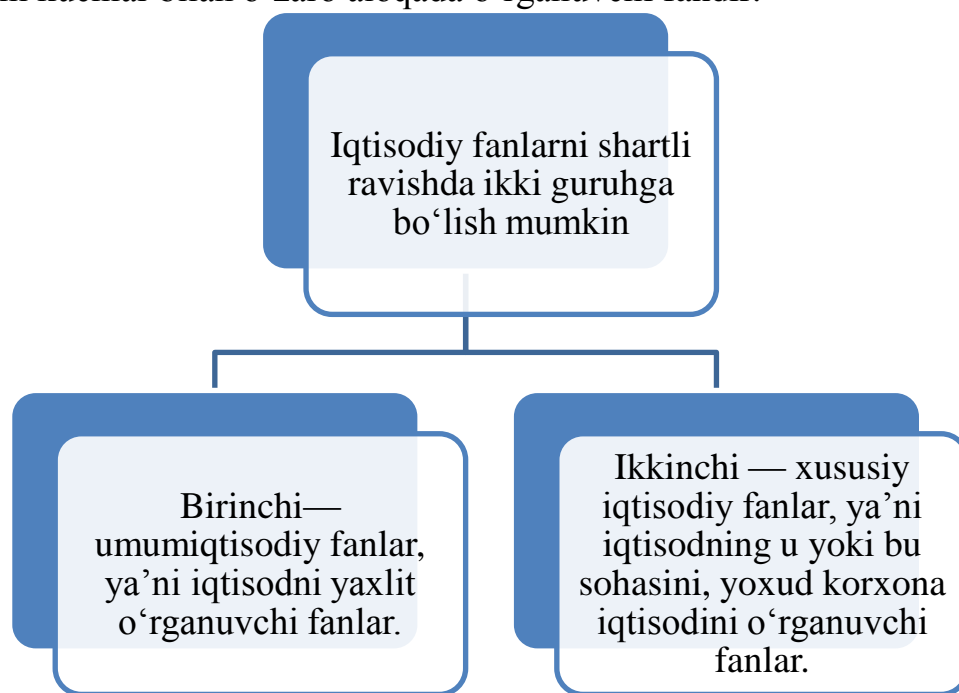 Iqtisodiy fanlarni shartli
ravishda ikki guruhga
bo‘lish mumkin
Birinchi—
umumiqtisodiy fanlar,
ya’ni iqtisodni yaxlit
o‘rganuvchi fanlar.
Ikkinchi — xususiy
iqtisodiy fanlar, ya’ni
iqtisodning u yoki bu
sohasini, yoxud korxona
iqtisodini o‘rganuvchi
fanlar.